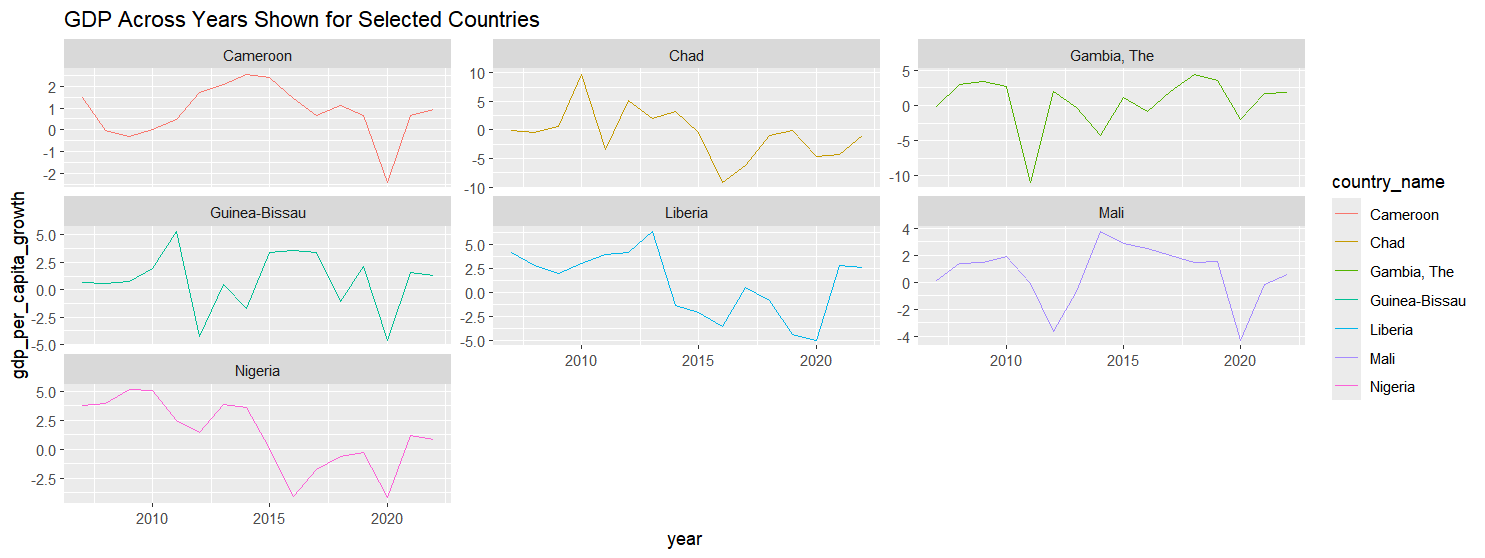 GDP Across Years Shown for Selected Countries
Cameroon
2
1
0
-1
-2
Chad
10
5
0
-5
-10
Gambia, The
5
0
-5
-10
gdp_per_capita_growth
Guinea-Bissau
5.0
2.5
0.0
-2.5
-5.0
Liberia
5.0
2.5
0.0
-2.5
-5.0
2010 2015 2020
Mali
4
2
0
-2
-4
2010 2015 2020
Nigeria
5.0
2.5
0.0
-2.5
2010 2015 2020
year
country_name
Cameroon
Chad
Gambia, The
Guinea-Bissau
Liberia
Mali
Nigeria